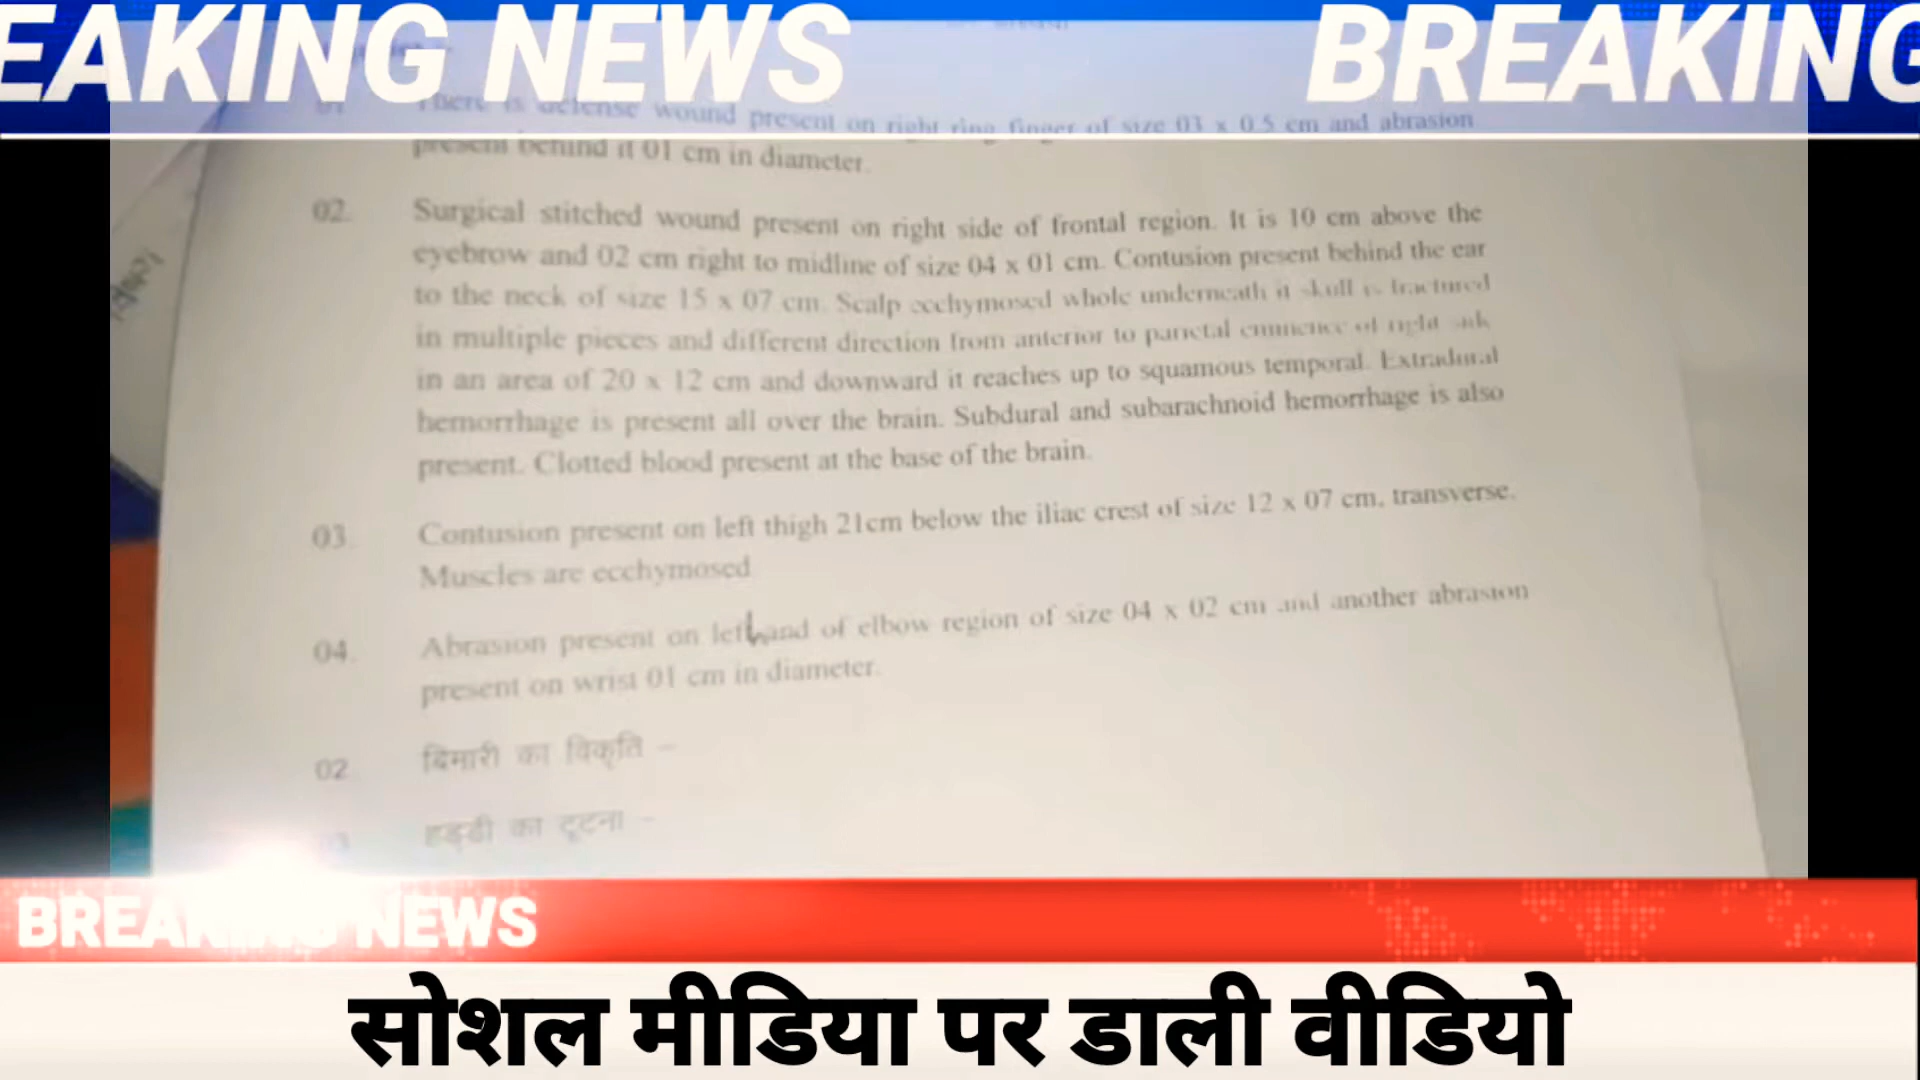 EAKING NEWS BREAKING
01 There is defense wound present on right ring finger of size 03 x 0.5 cm and abrasion
present behind it 01 cm in diameter.
02. Surgical stitched wound present on right side of frontal region. It is 10 cm above the
eyebrow and 02 cm right to midline of size 04 x 01 cm. Contusion present behind the ear
to the neck of size 15 x 07 cm. Scalp ecchymosed whole underneath it skull is fractured
in multiple pieces and different direction from anterior to parietal eminence of right
in an area of 20 x 12 cm and downward it reaches up to squamous temporal. Extradural
hemorrhage is present all over the brain. Subdural and subarachnoid hemorrhage is also
present. Clotted blood present at the base of the brain.
03. Contusion present on left thigh 21cm below the iliac crest of size 12 x 07 cm, transverse.
Muscles are ecchymosed
04. Abrasion present on left hand of elbow region of size 04 x 02 cm and another abrasion
present on wrist 01 cm in diameter.
02 बिमारी का विकृति –
हड्डी का टूटना –
BREAKING NEWS
सोशल मीडिया पर डाली वीडियो